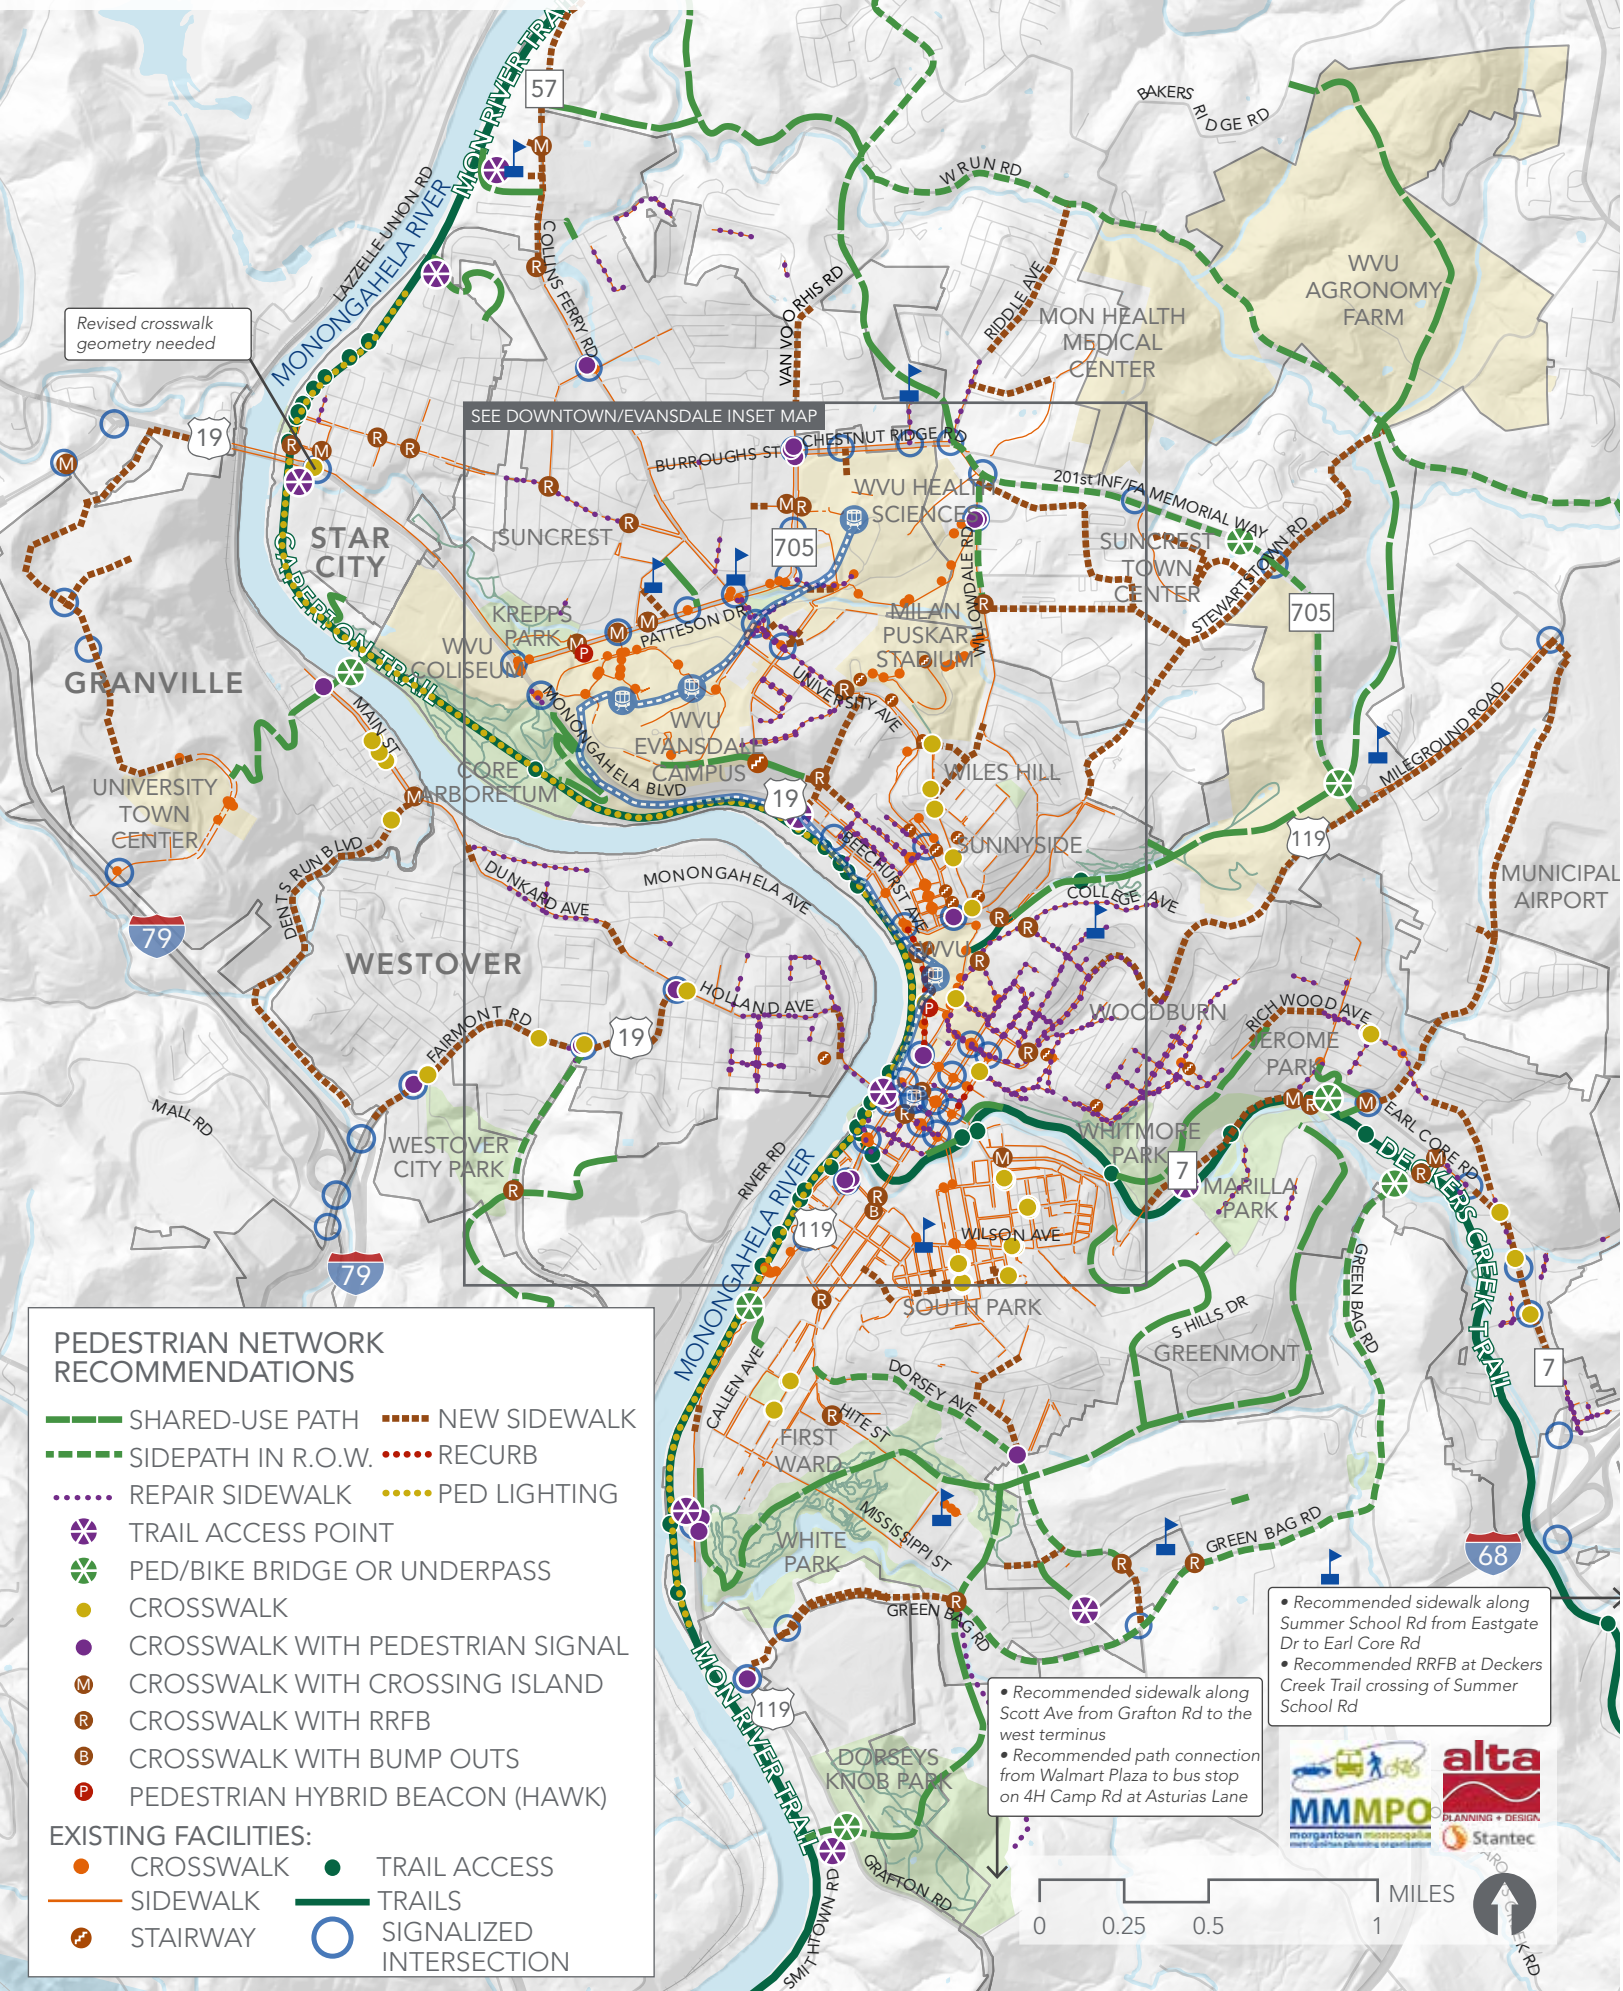 MON RIVER TRA
57
BAKERS RIDGE RD
W RUN RD
LAZZELLE UNION RD
MONONGAHELA RIVER
COLLINS FERRY RD
VAN VOORHIS RD
RIDDLE AVE
WVU
AGRONOMY
FARM
MON HEALTH
MEDICAL
CENTER
Revised crosswalk
geometry needed
SEE DOWNTOWN/EVANSDALE INSET MAP
19
BURROUGHS ST
CHESTNUT RIDGE RD
201st INF/FA MEMORIAL WAY
WVU HEALTH
SCIENCES
STAR
CITY
SUNCREST
705
SUNCREST
TOWN
CENTER
STEWARTSTOWN RD
705
CAPERTON TRAIL
KREPPS
PARK
PATTESON DR
WVU
COLISEUM
MILAN
PUSKAR
STADIUM
WILLOWDALE RD
GRANVILLE
MAIN ST
UNIVERSITY AVE
MONONGAHELA BLVD
WVU
EVANSDALE
CAMPUS
CORE
ARBORETUM
WILES HILL
MILEGROUND ROAD
UNIVERSITY
TOWN
CENTER
19
119
SUNNYSIDE
BEECHURST AVE
DENTS RUN BLVD
DUNKARD AVE
MONONGAHELA AVE
COLLEGE AVE
MUNICIPAL
AIRPORT
79
WVU
WESTOVER
HOLLAND AVE
WOODBURN
RICHWOOD AVE
JEROME
PARK
FAIRMONT RD
19
MALL RD
WESTOVER
CITY PARK
WHITMORE
PARK
EARL CORE RD
7
MARILLA
PARK
DECKERS CREEK TRAIL
RIVER RD
MONONGAHELA RIVER
119
WILSON AVE
79
SOUTH PARK
S HILLS DR
GREENMONT
GREEN BAG RD
7
CALLEN AVE
DORSEY AVE
HITE ST
FIRST
WARD
MISSISSIPPI ST
WHITE
PARK
GREEN BAG RD
68
GREEN BAG RD
MON RIVER TRAIL
119
DORSEYS
KNOB PARK
GRAFTON RD
SMITHTOWN RD
PEDESTRIAN NETWORK
RECOMMENDATIONS
SHARED-USE PATH
NEW SIDEWALK
SIDEPATH IN R.O.W.
RECURB
REPAIR SIDEWALK
PED LIGHTING
TRAIL ACCESS POINT
PED/BIKE BRIDGE OR UNDERPASS
CROSSWALK
CROSSWALK WITH PEDESTRIAN SIGNAL
M CROSSWALK WITH CROSSING ISLAND
R CROSSWALK WITH RRFB
B CROSSWALK WITH BUMP OUTS
P PEDESTRIAN HYBRID BEACON (HAWK)
EXISTING FACILITIES:
CROSSWALK
TRAIL ACCESS
SIDEWALK
TRAILS
STAIRWAY
SIGNALIZED
INTERSECTION
• Recommended sidewalk along
Summer School Rd from Eastgate
Dr to Earl Core Rd
• Recommended RRFB at Deckers
Creek Trail crossing of Summer
School Rd
• Recommended sidewalk along
Scott Ave from Grafton Rd to the
west terminus
• Recommended path connection
from Walmart Plaza to bus stop
on 4H Camp Rd at Asturias Lane
MMMPO
morgantown monongalia
metropolitan planning organization
alta
PLANNING + DESIGN
Stantec
MILES
0 0.25 0.5 1